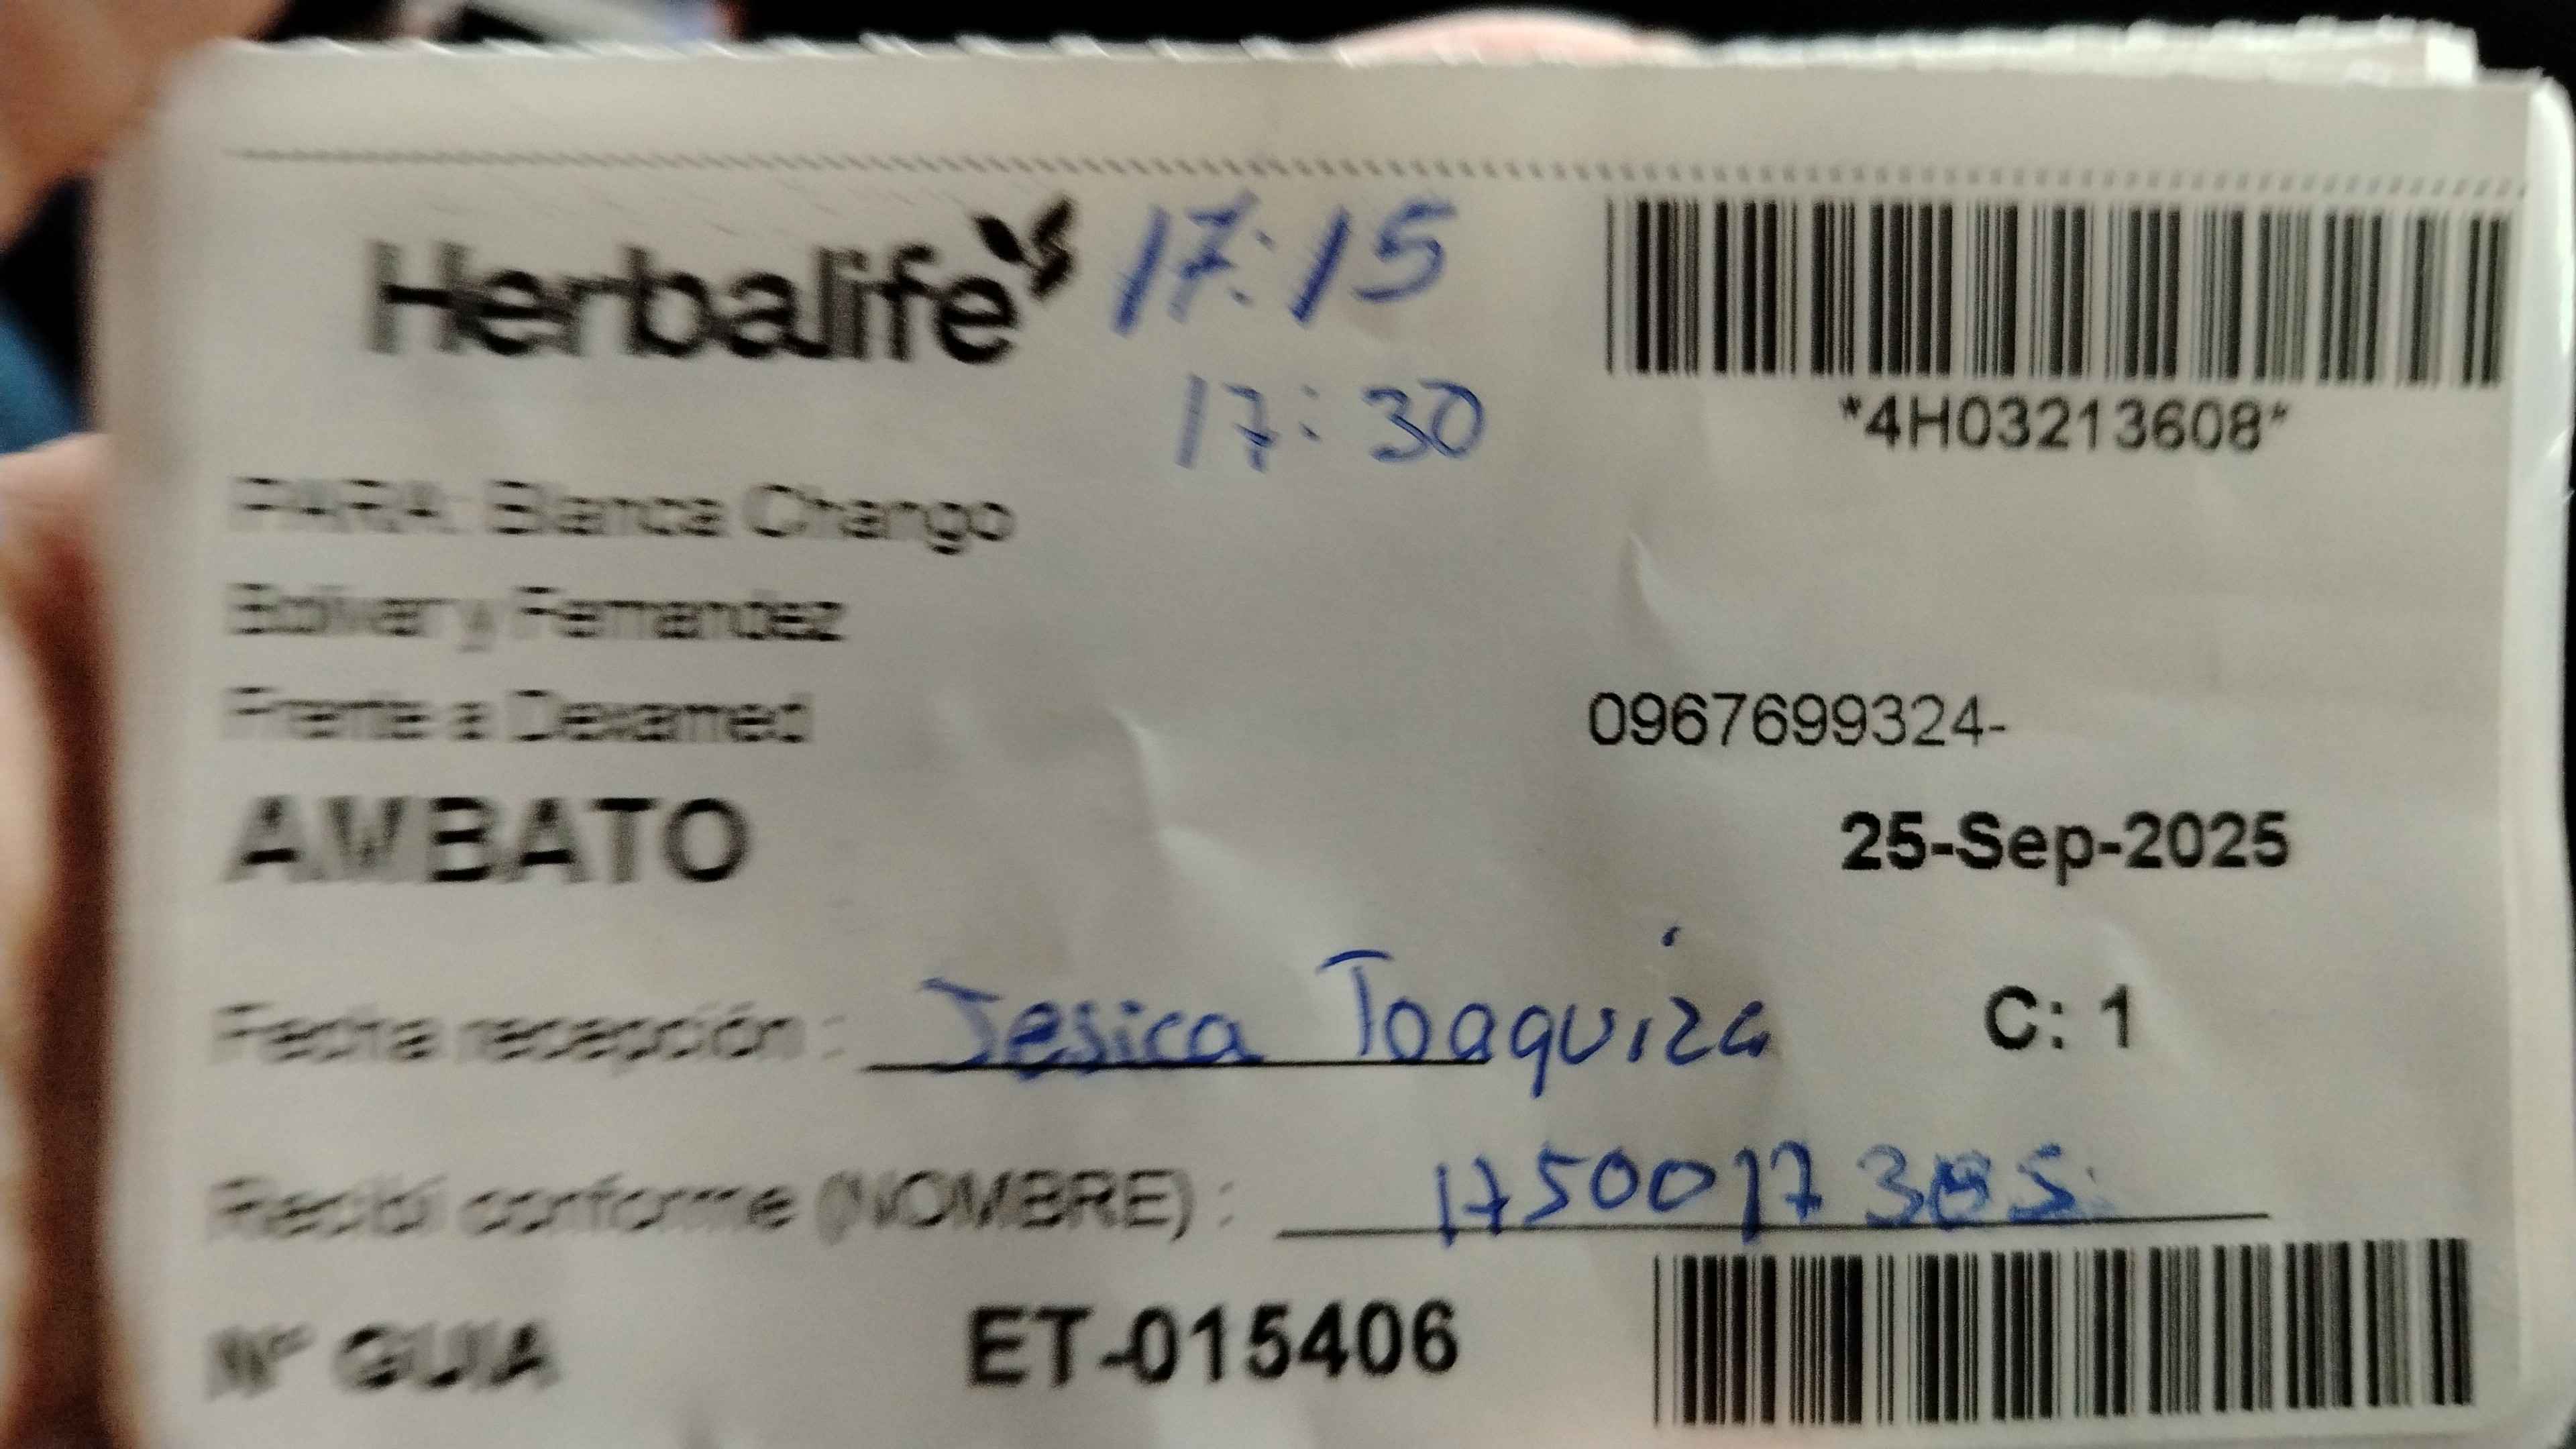 Herbalife 17:15
17:30
*4H03213608*
PARA: Blanca Chango
Bolivar y Fernandez
Frente a Dexamed
0967699324-
AMBATO
25-Sep-2025
Fecha recepción : Jesica Toaquiza
C: 1
Recibí conforme (NOMBRE) :
Nº GUIA ET-015406